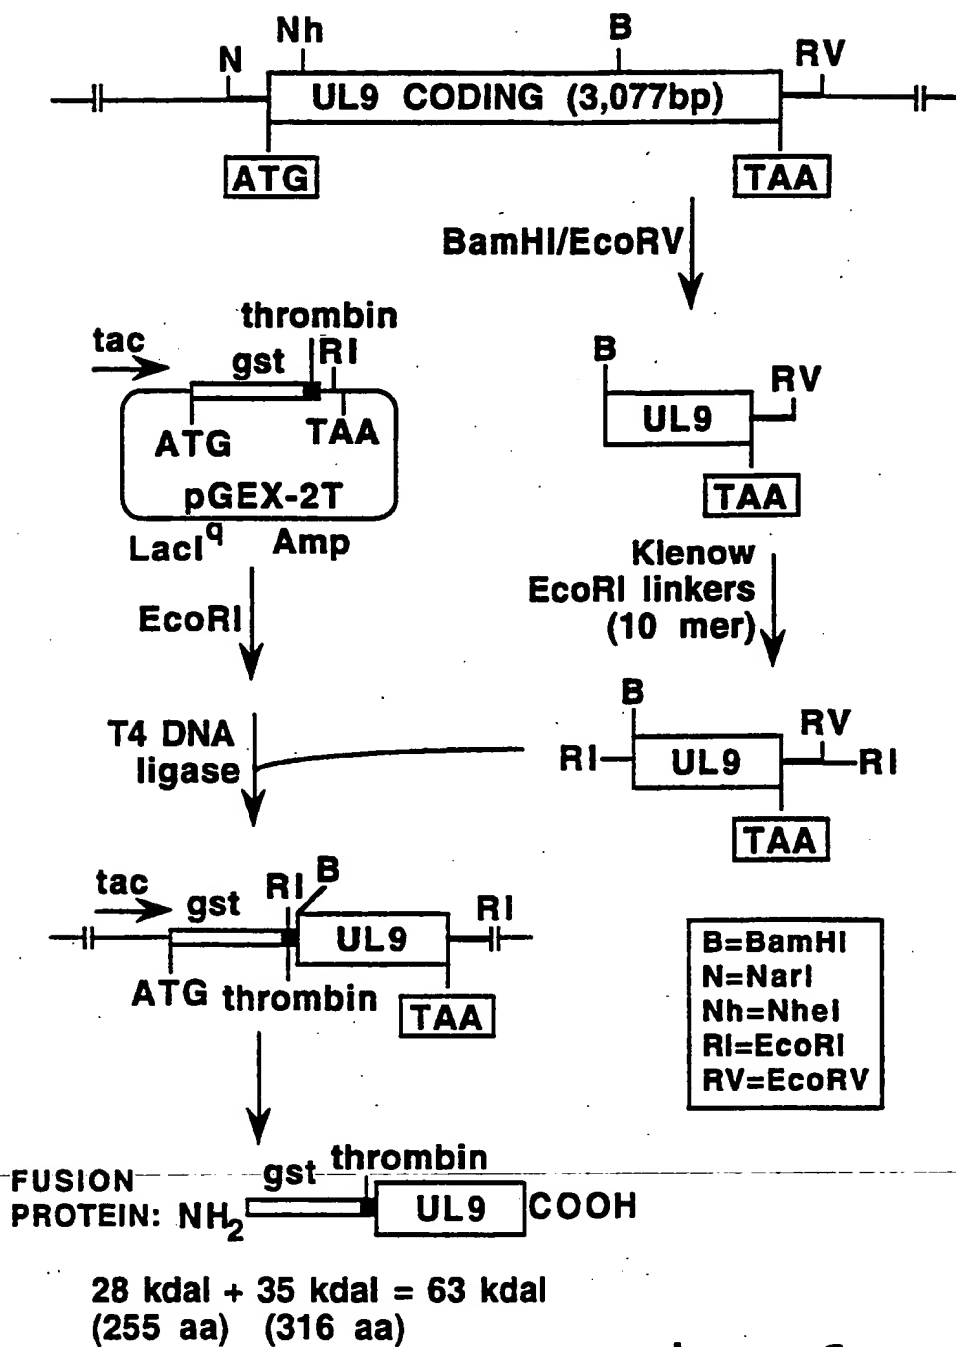 Nh
B
N
RV
UL9 CODING (3,077bp)
ATG
TAA
BamHI/EcoRV
thrombin
tac
gst
RI
ATG
TAA
pGEX-2T
LacI^q
Amp
B
RV
UL9
TAA
Klenow
EcoRI linkers
(10 mer)
EcoRI
T4 DNA
ligase
B
RV
RI
UL9
RI
TAA
tac
gst
RI
B
RI
UL9
ATG
thrombin
TAA
B=BamHI
N=NarI
Nh=NheI
RI=EcoRI
RV=EcoRV
gst
thrombin
FUSION
PROTEIN: NH₂
UL9
COOH
28 kdal + 35 kdal = 63 kdal
(255 aa) (316 aa)